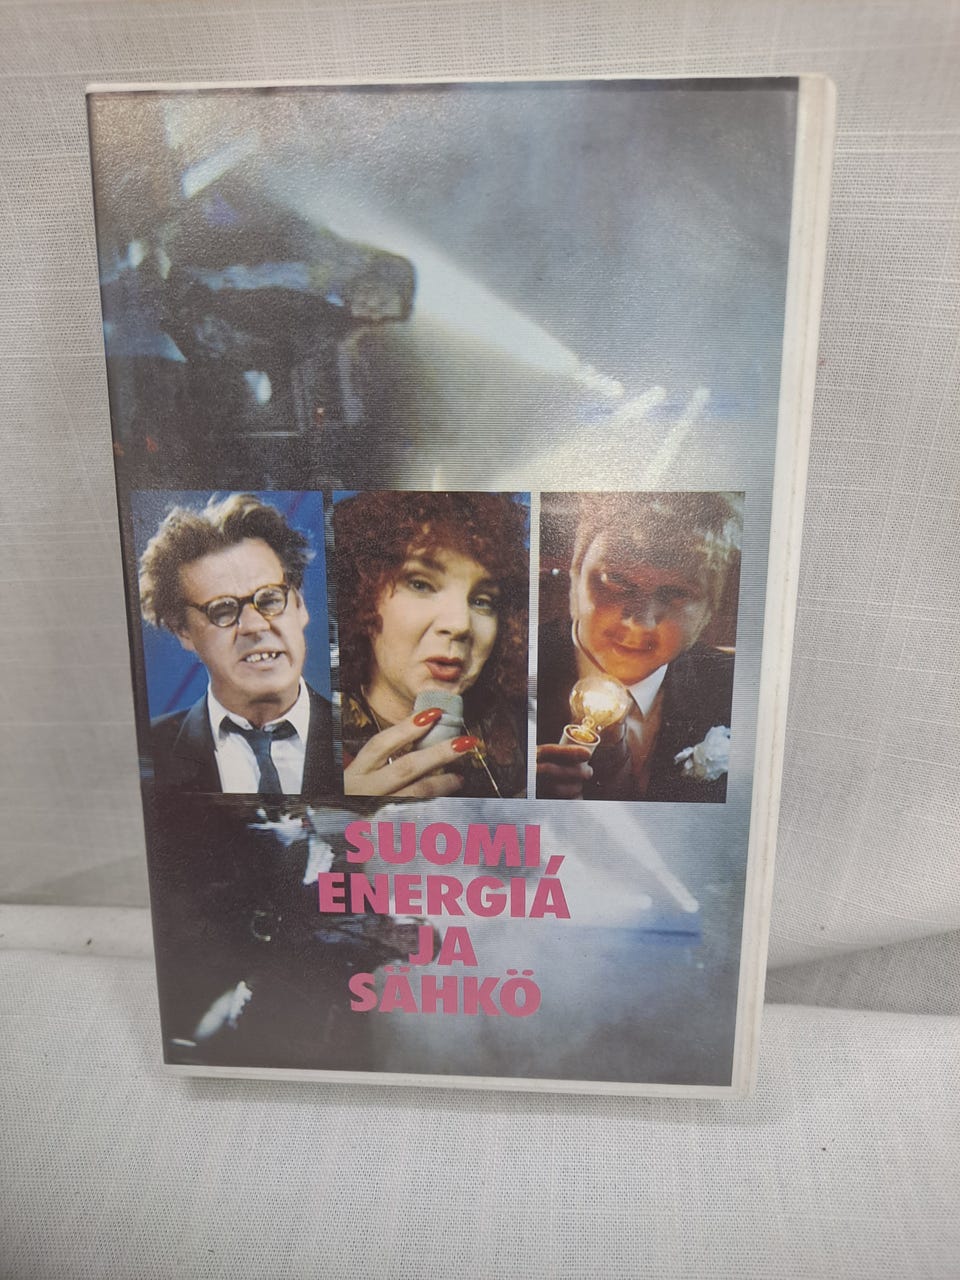 SUOMI,
ENERGIA
JA
SÄHKÖ